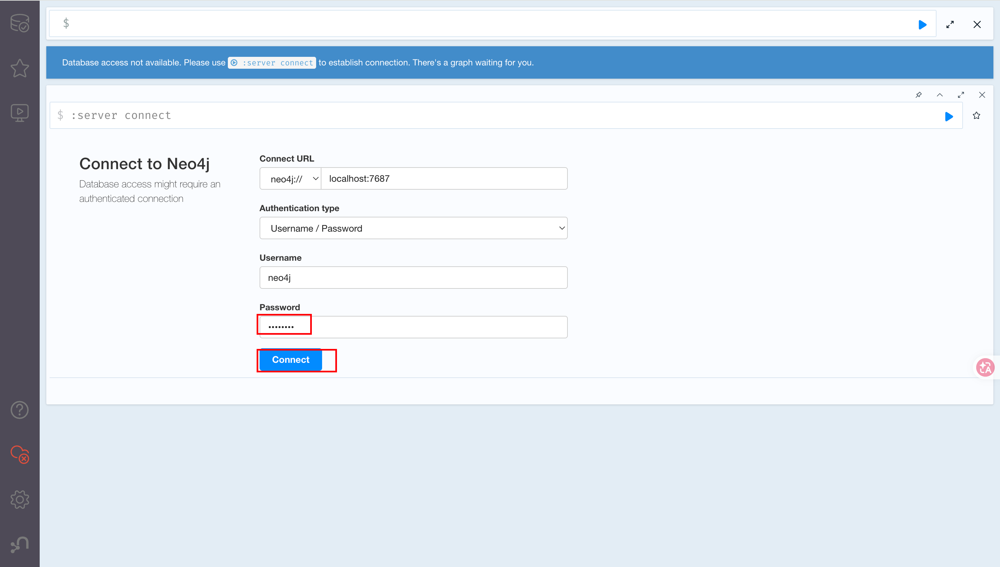 $
Database access not available. Please use :server connect to establish connection. There's a graph waiting for you.
$ :server connect
Connect to Neo4j
Database access might require an
authenticated connection
Connect URL
neo4j:// localhost:7687
Authentication type
Username / Password
Username
neo4j
Password
••••••••
Connect